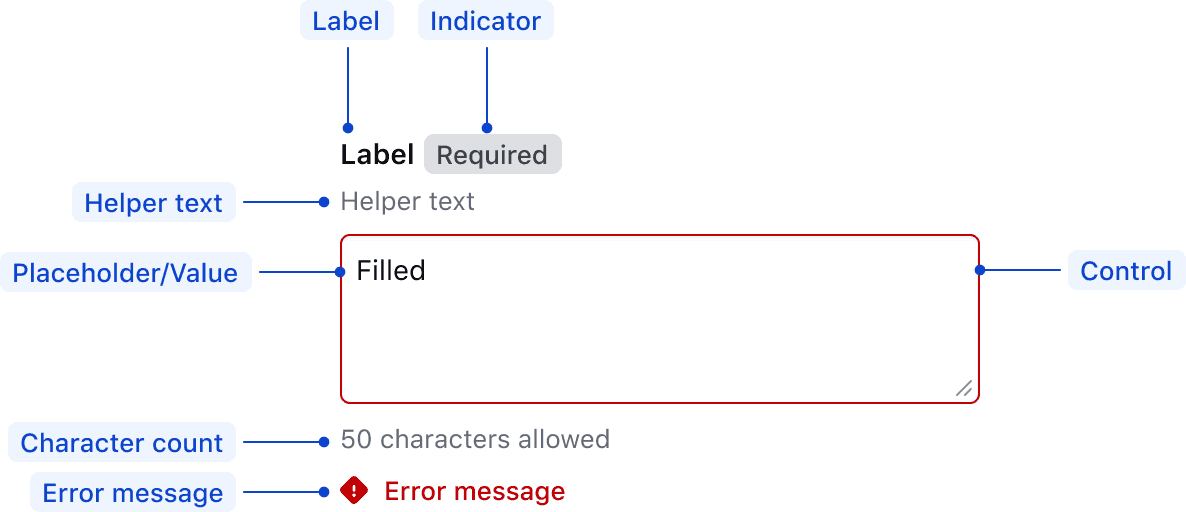 Label Indicator
Label Required
Helper text Helper text
Placeholder/Value Filled Control
Character count 50 characters allowed
Error message Error message